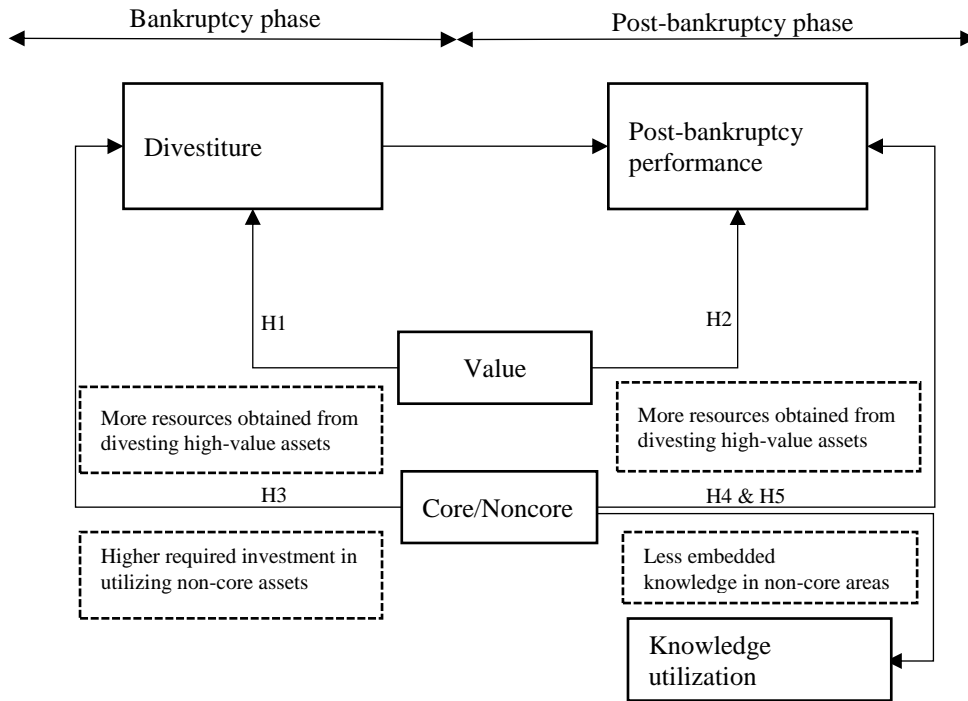 Bankruptcy phase
Post-bankruptcy phase
Divestiture
Post-bankruptcy
performance
H1
H2
Value
More resources obtained from
divesting high-value assets
More resources obtained from
divesting high-value assets
H3
Core/Noncore
H4 & H5
Higher required investment in
utilizing non-core assets
Less embedded
knowledge in non-core areas
Knowledge
utilization